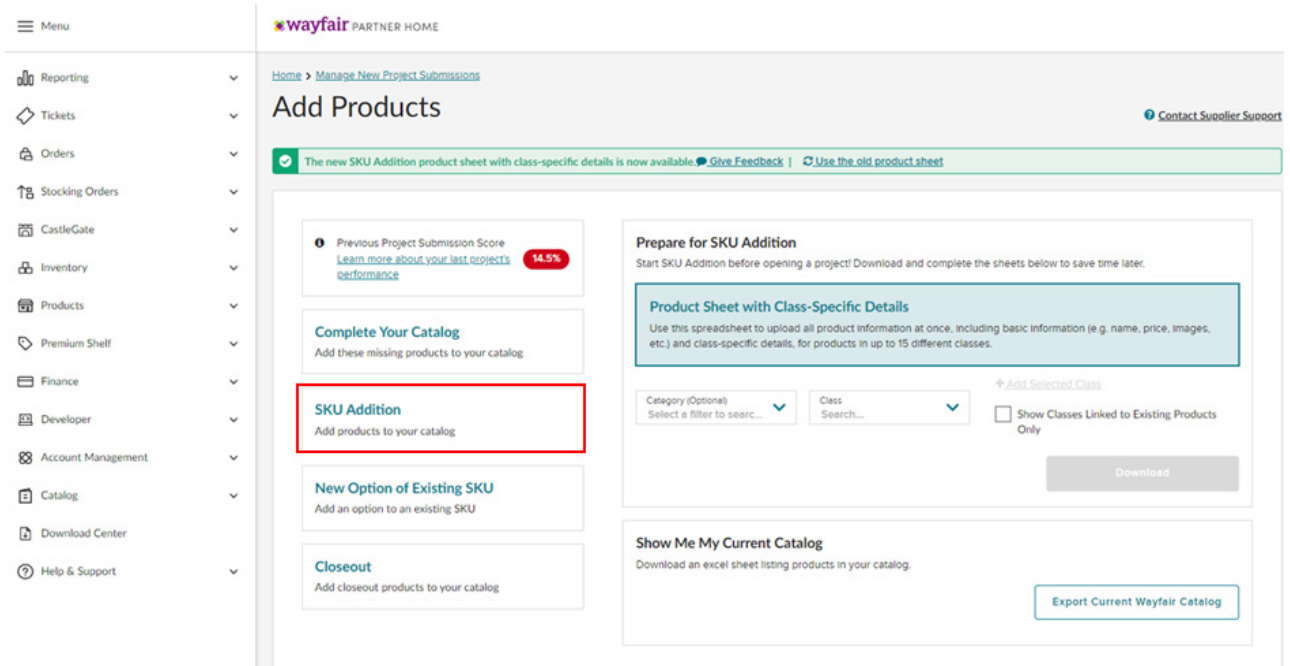 Menu
wayfair PARTNER HOME
Reporting
Tickets
Orders
Stocking Orders
CastleGate
Inventory
Products
Premium Shelf
Finance
Developer
Account Management
Catalog
Download Center
Help & Support
Home > Manage New Project Submissions
Add Products
Contact Supplier Support
The new SKU Addition product sheet with class-specific details is now available. Give Feedback | Use the old product sheet
Previous Project Submission Score
Learn more about your last project's
performance
14.5%
Complete Your Catalog
Add these missing products to your catalog
SKU Addition
Add products to your catalog
New Option of Existing SKU
Add an option to an existing SKU
Closeout
Add closeout products to your catalog
Prepare for SKU Addition
Start SKU Addition before opening a project! Download and complete the sheets below to save time later.
Product Sheet with Class-Specific Details
Use this spreadsheet to upload all product information at once, including basic information (e.g. name, price, images,
etc.) and class-specific details, for products in up to 15 different classes.
Category (Optional)
Select a filter to searc...
Class
Search...
+ Add Selected Class
Show Classes Linked to Existing Products
Only
Download
Show Me My Current Catalog
Download an excel sheet listing products in your catalog.
Export Current Wayfair Catalog